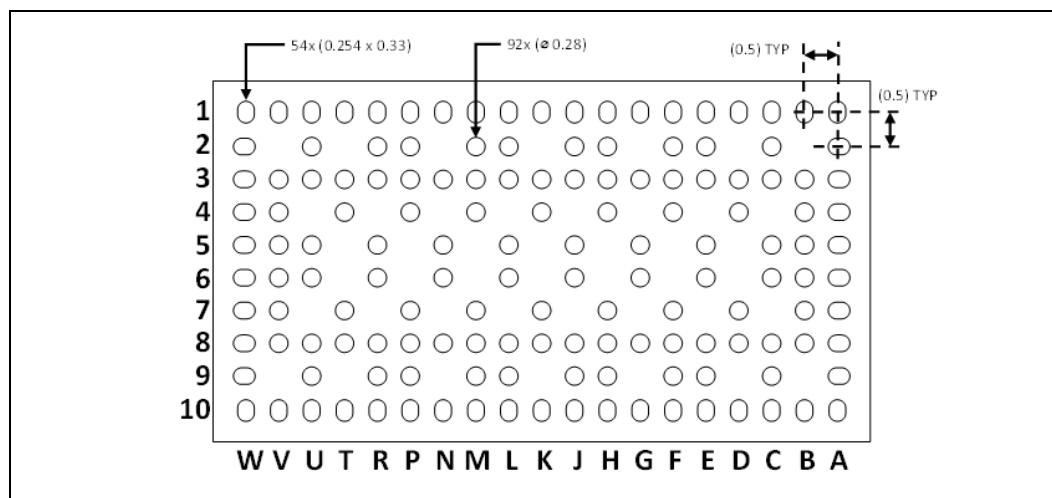 54x (0.254 x 0.33)
92x (ø 0.28)
(0.5) TYP
(0.5) TYP
1
2
3
4
5
6
7
8
9
10
W V U T R P N M L K J H G F E D C B A